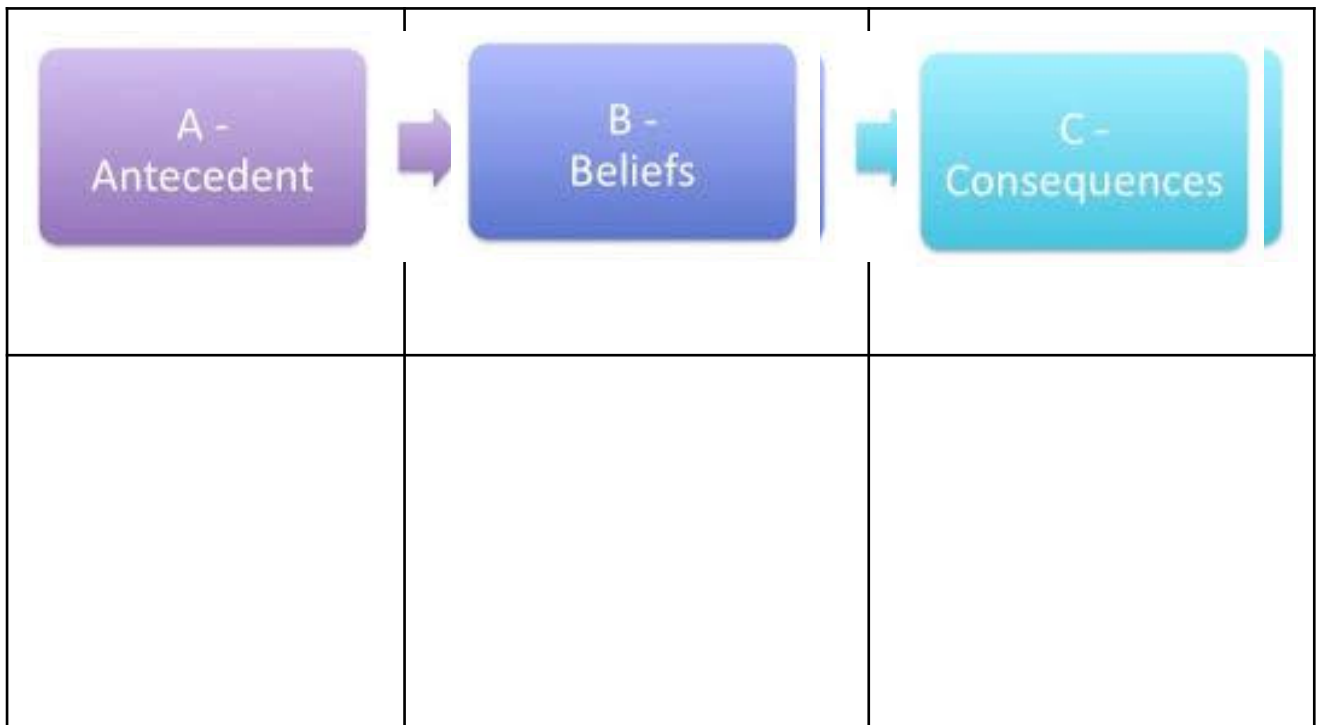 A -
Antecedent
B -
Beliefs
C -
Consequences